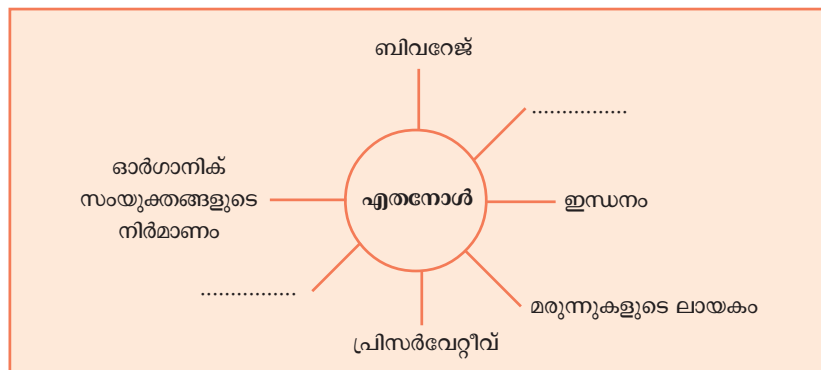 ബിവറേജ്
...............
ഓർഗാനിക്
സംയുക്തങ്ങളുടെ
നിർമാണം
എതനോൾ
ഇന്ധനം
................
മരുന്നുകളുടെ ലായകം
പ്രിസർവേറ്റീവ്